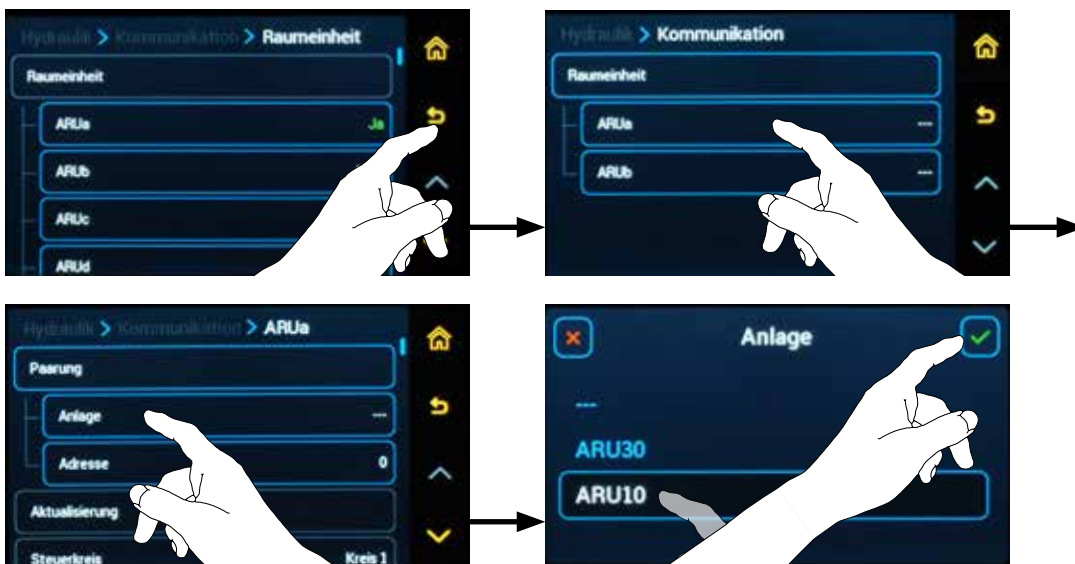 Hydraulik > Kommunikation > Raumeinheit
Raumeinheit
ARUa Ja
ARUb
ARUc
ARUd
Hydraulik > Kommunikation
Raumeinheit
ARUa ---
ARUb ---
Hydraulik > Kommunikation > ARUa
Paarung
Anlage ---
Adresse 0
Aktualisierung
Steuerkreis Kreis 1
Anlage
---
ARU30
ARU10